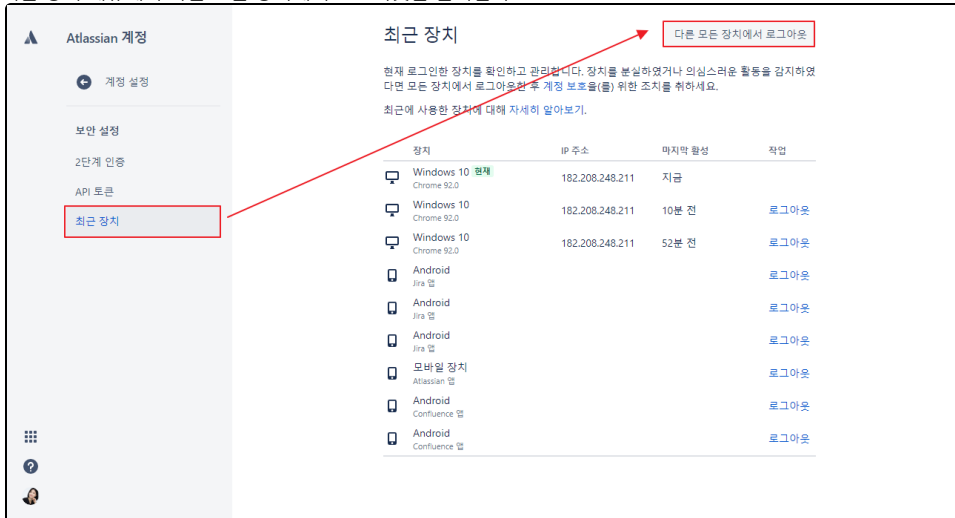 Atlassian 계정
계정 설정
보안 설정
2단계 인증
API 토큰
최근 장치
최근 장치
다른 모든 장치에서 로그아웃
현재 로그인한 장치를 확인하고 관리합니다. 장치를 분실하였거나 의심스러운 활동을 감지하였
다면 모든 장치에서 로그아웃한 후 계정 보호을(를) 위한 조치를 취하세요.
최근에 사용한 장치에 대해 자세히 알아보기.
장치 IP 주소 마지막 활성 작업
Windows 10 현재
Chrome 92.0
182.208.248.211 지금
Windows 10
Chrome 92.0
182.208.248.211 10분 전 로그아웃
Windows 10
Chrome 92.0
182.208.248.211 52분 전 로그아웃
Android
Jira 앱
로그아웃
Android
Jira 앱
로그아웃
Android
Jira 앱
로그아웃
모바일 장치
Atlassian 앱
로그아웃
Android
Confluence 앱
로그아웃
Android
Confluence 앱
로그아웃